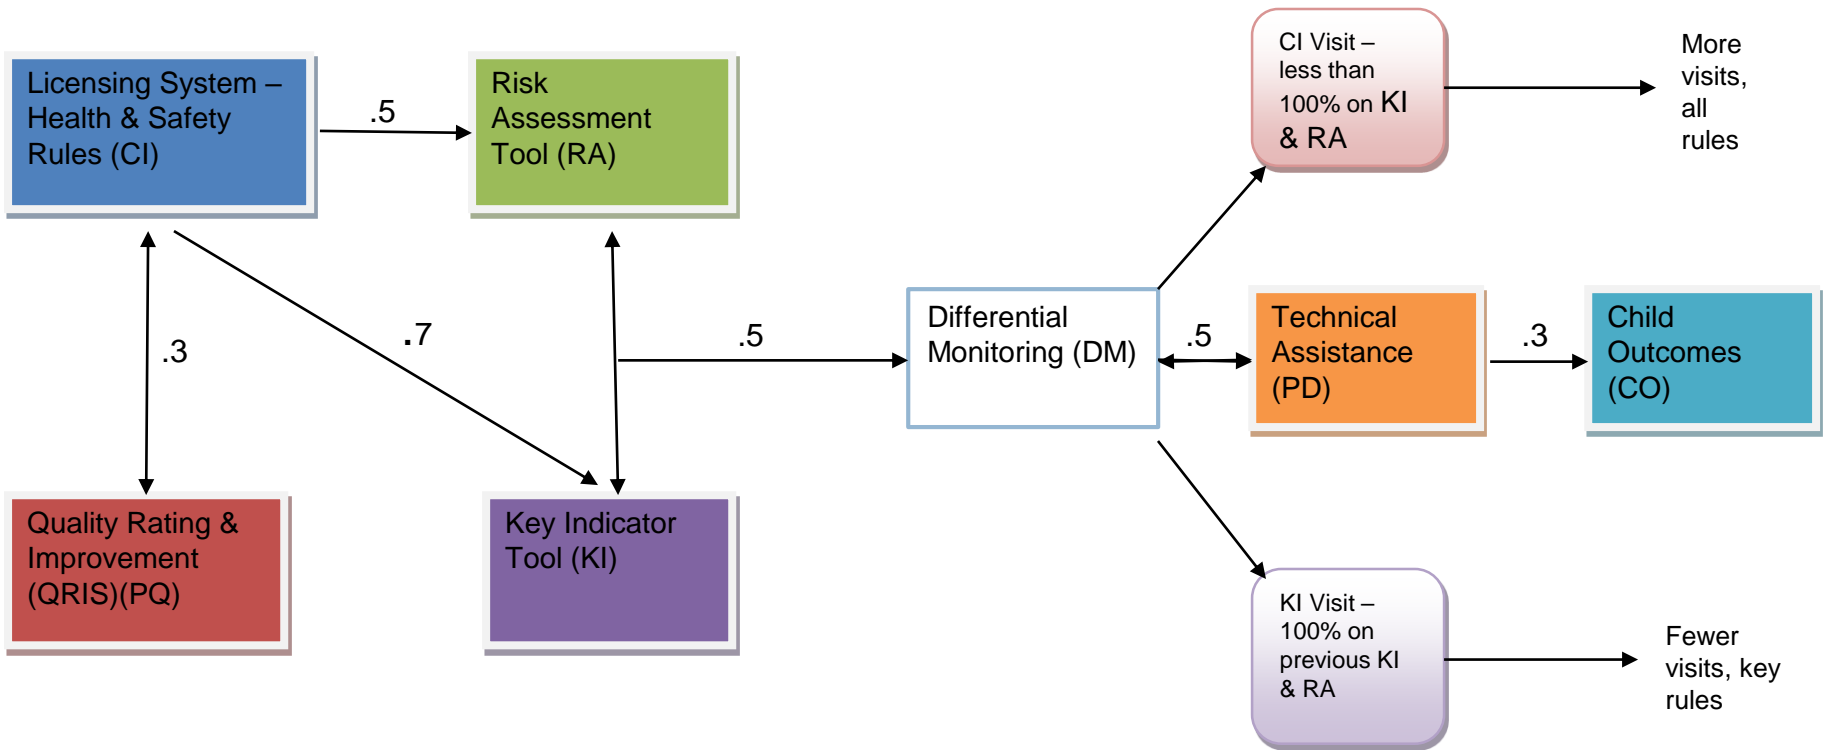 Licensing System –
Health & Safety
Rules (CI)
.5
Risk
Assessment
Tool (RA)
CI Visit –
less than
100% on KI
& RA
More
visits,
all
rules
.3
.7
.5
Differential
Monitoring (DM)
.5
Technical
Assistance
(PD)
.3
Child
Outcomes
(CO)
Quality Rating &
Improvement
(QRIS)(PQ)
Key Indicator
Tool (KI)
KI Visit –
100% on
previous KI
& RA
Fewer
visits, key
rules